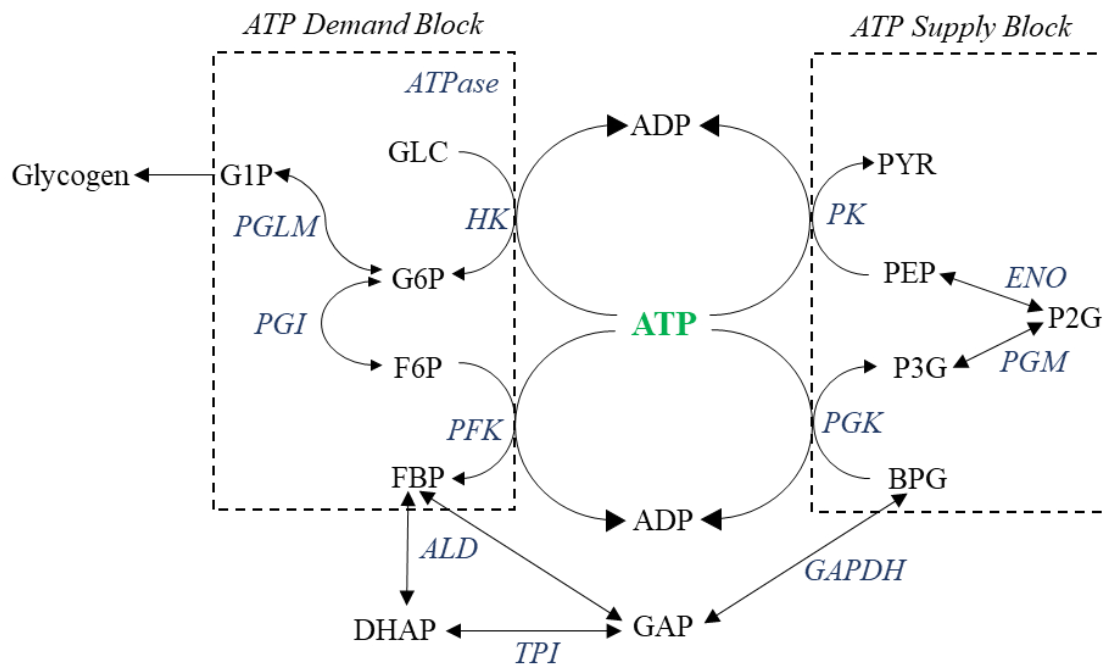 ATP Demand Block
ATP Supply Block
ATPase
ADP
GLC
PYR
Glycogen
G1P
HK
PK
PGLM
G6P
PEP
ENO
PGI
ATP
P2G
F6P
P3G
PGM
PFK
PGK
FBP
BPG
ADP
ALD
GAPDH
DHAP
GAP
TPI